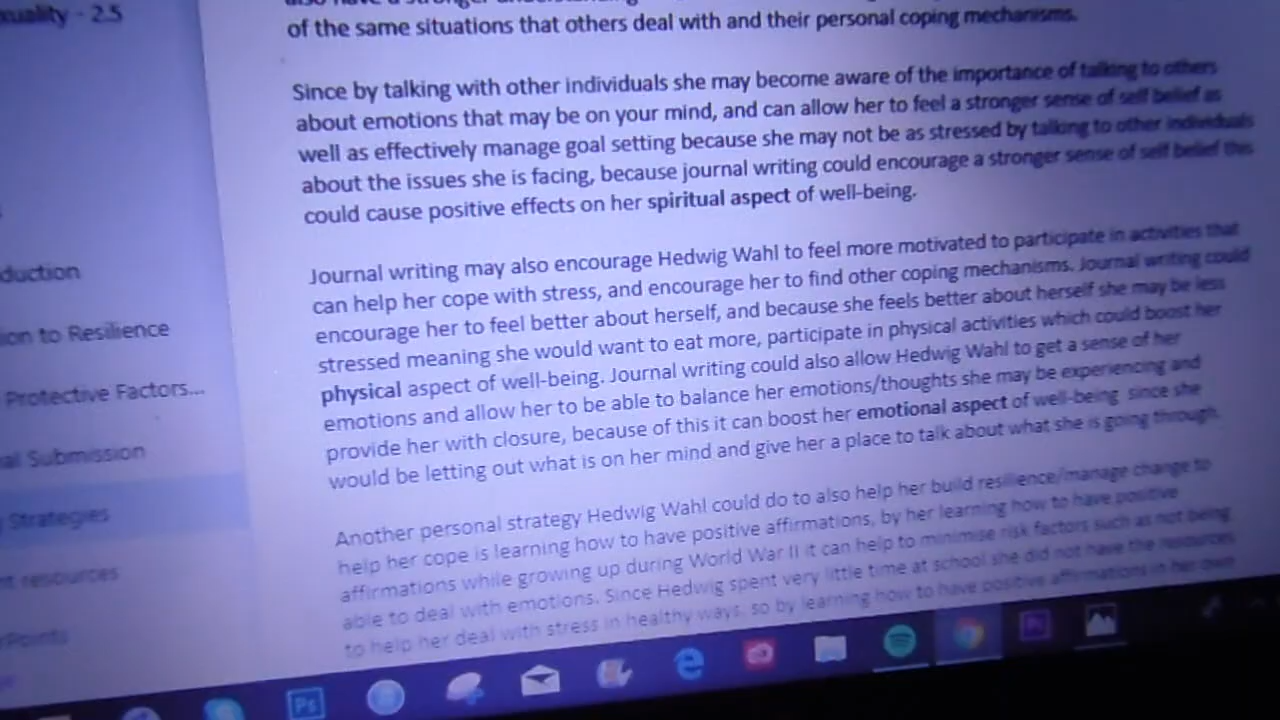 uality - 2.5
of the same situations that others deal with and their personal coping mechanisms.
Since by talking with other individuals she may become aware of the importance of talking to others
about emotions that may be on your mind, and can allow her to feel a stronger sense of self belief as
well as effectively manage goal setting because she may not be as stressed by talking to other individuals
about the issues she is facing, because journal writing could encourage a stronger sense of self belief this
could cause positive effects on her spiritual aspect of well-being.
Journal writing may also encourage Hedwig Wahl to feel more motivated to participate in activities that
can help her cope with stress, and encourage her to find other coping mechanisms. Journal writing could
encourage her to feel better about herself, and because she feels better about herself she may be less
stressed meaning she would want to eat more, participate in physical activities which could boost her
physical aspect of well-being. Journal writing could also allow Hedwig Wahl to get a sense of her
emotions and allow her to be able to balance her emotions/thoughts she may be experiencing and
provide her with closure, because of this it can boost her emotional aspect of well-being since she
would be letting out what is on her mind and give her a place to talk about what she is going through.
Another personal strategy Hedwig Wahl could do to also help her build resilience/manage change to
help her cope is learning how to have positive affirmations, by her learning how to have positive
affirmations while growing up during World War II it can help to minimise risk factors such as not being
able to deal with emotions. Since Hedwig spent very little time at school she did not have the resources
to help her deal with stress in healthy ways, so by learning how to have positive affirmations in her own
duction
ion to Resilience
Protective Factors...
al Submission
Strategies
nt resources
rPoints
Ps